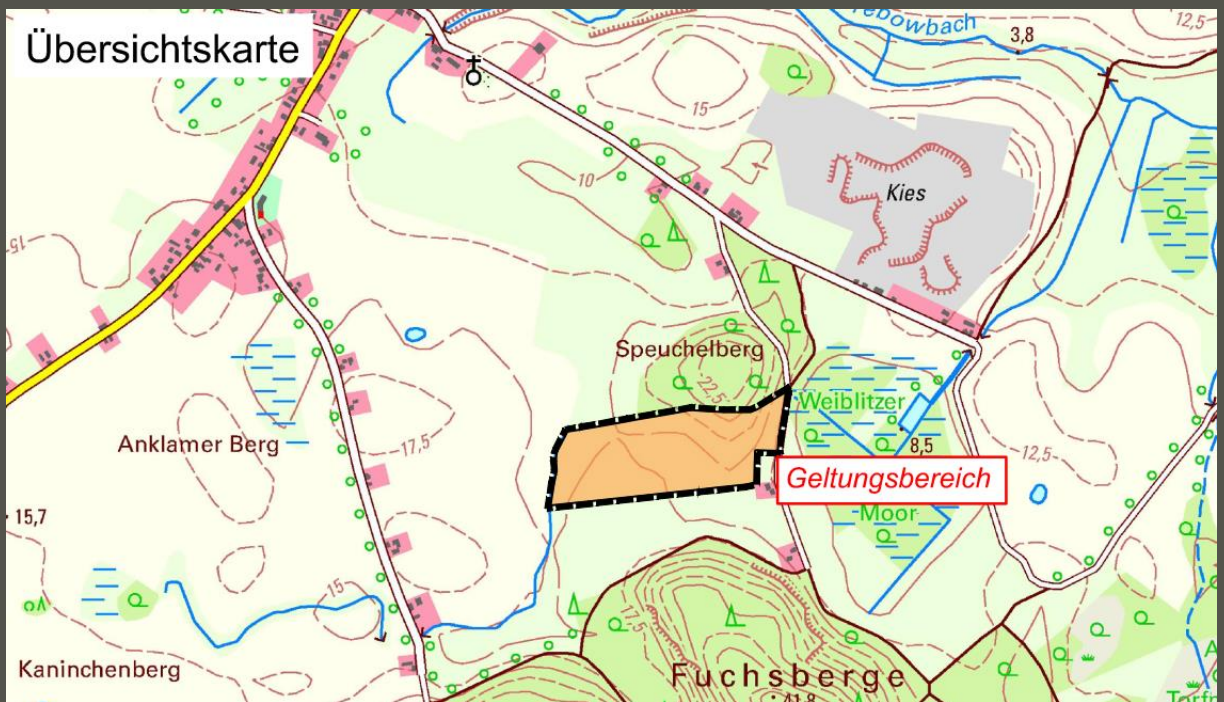 Übersichtskarte
ebowbach
12,5
3,8
15
10
Kies
15
Speuchelberg
22,5
Weiblitzer
Anklamer Berg
17,5
8,5
12,5
Geltungsbereich
15,7
Moor
15
17,5
Kaninchenberg
Fuchsberge
41,8